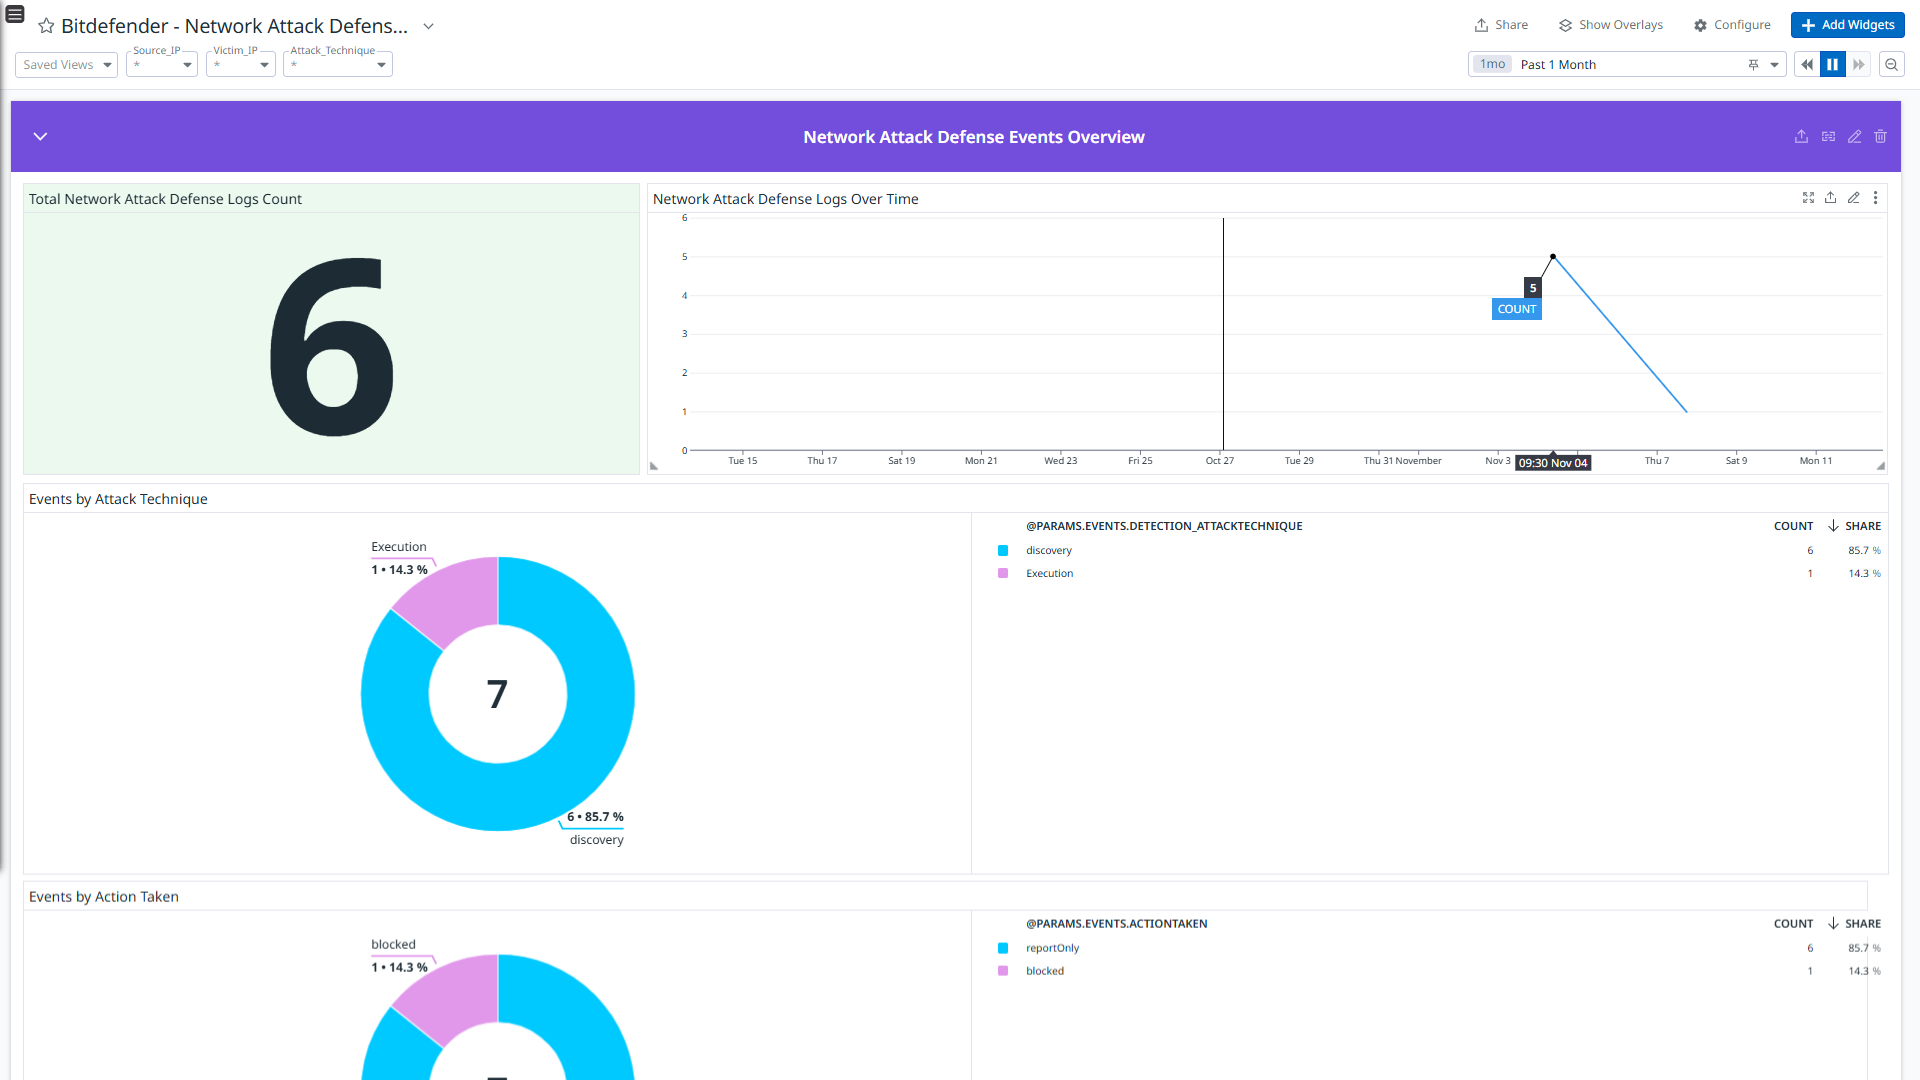 Bitdefender - Network Attack Defens...
Share
Show Overlays
Configure
Add Widgets
Saved Views
Source_IP
*
Victim_IP
*
Attack_Technique
*
1mo Past 1 Month
Network Attack Defense Events Overview
Total Network Attack Defense Logs Count
6
Network Attack Defense Logs Over Time
6
5
4
3
2
1
0
5
COUNT
Tue 15 Thu 17 Sat 19 Mon 21 Wed 23 Fri 25 Oct 27 Tue 29 Thu 31 November Nov 3 09:30 Nov 04 Thu 7 Sat 9 Mon 11
Events by Attack Technique
Execution
1 • 14.3 %
7
6 • 85.7 %
discovery
@PARAMS.EVENTS.DETECTION_ATTACKTECHNIQUE COUNT SHARE
discovery 6 85.7 %
Execution 1 14.3 %
Events by Action Taken
blocked
1 • 14.3 %
@PARAMS.EVENTS.ACTIONTAKEN COUNT SHARE
reportOnly 6 85.7 %
blocked 1 14.3 %